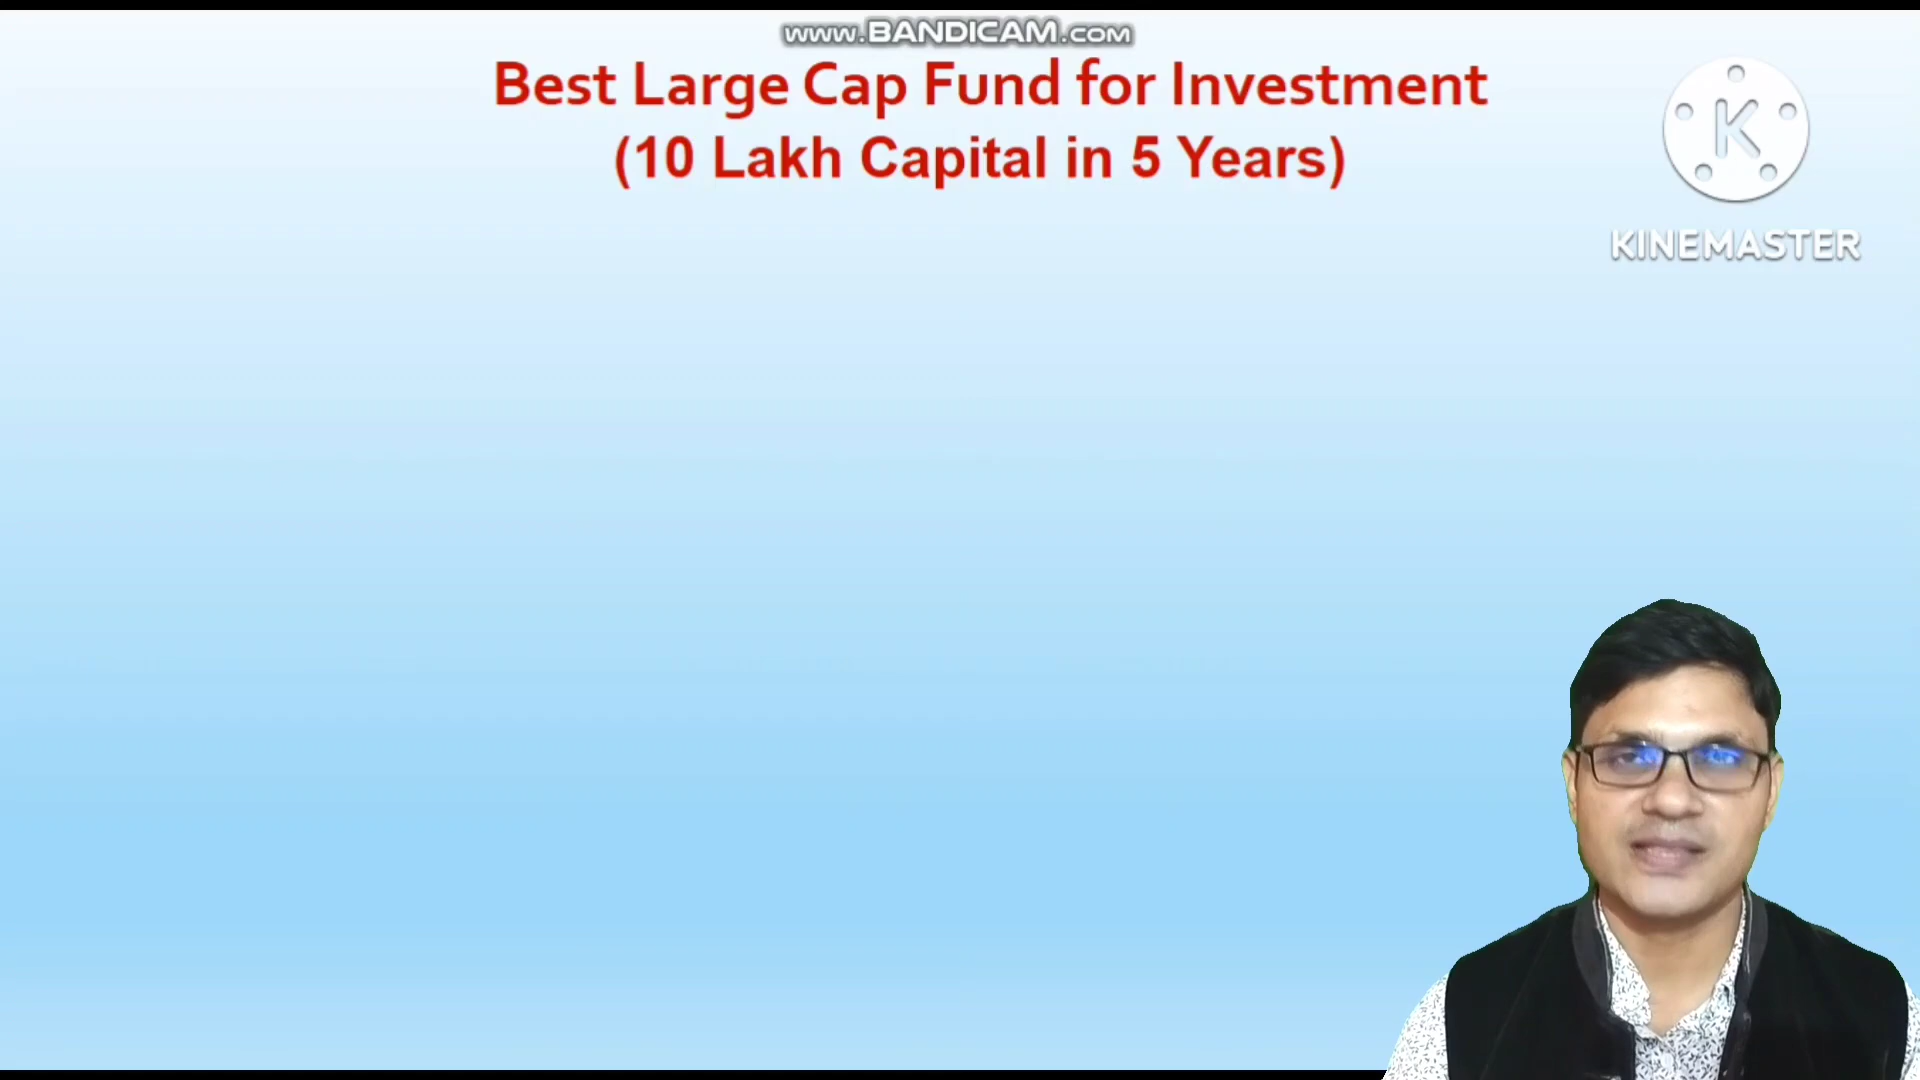 www.BANDICAM.com
Best Large Cap Fund for Investment
(10 Lakh Capital in 5 Years)
K
KINEMASTER